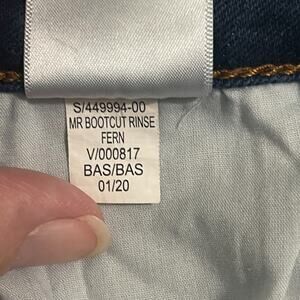 S/449994-00
MR BOOTCUT RINSE
FERN
V/000817
BAS/BAS
01/20